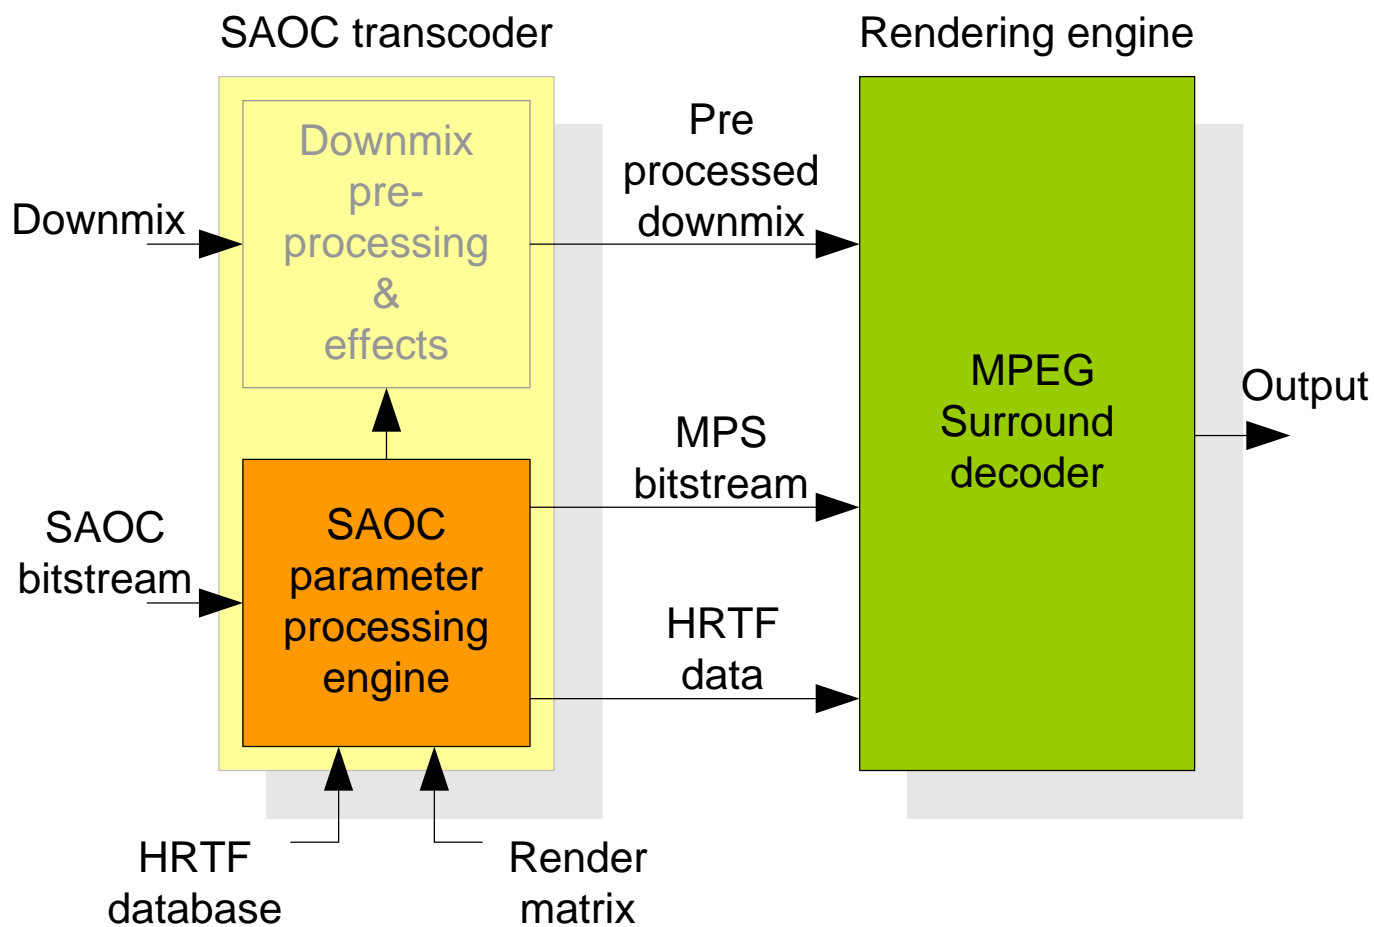 SAOC transcoder
Rendering engine
Downmix
pre-
processing
&
effects
Pre
processed
downmix
Downmix
MPEG
Surround
decoder
Output
MPS
bitstream
SAOC
bitstream
SAOC
parameter
processing
engine
HRTF
data
HRTF
database
Render
matrix